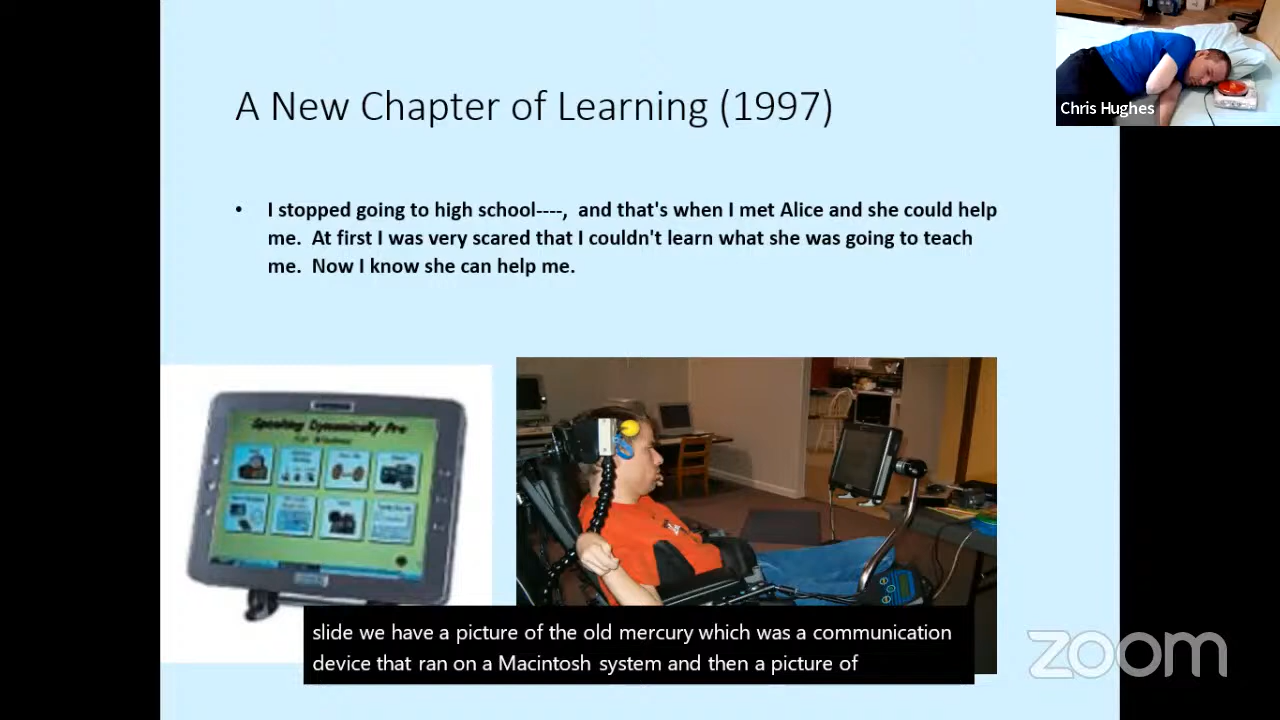 A New Chapter of Learning (1997)
Chris Hughes
• I stopped going to high school----, and that's when I met Alice and she could help
me. At first I was very scared that I couldn't learn what she was going to teach
me. Now I know she can help me.
Speaking Dynamically Pro
slide we have a picture of the old mercury which was a communication
device that ran on a Macintosh system and then a picture of
zoom